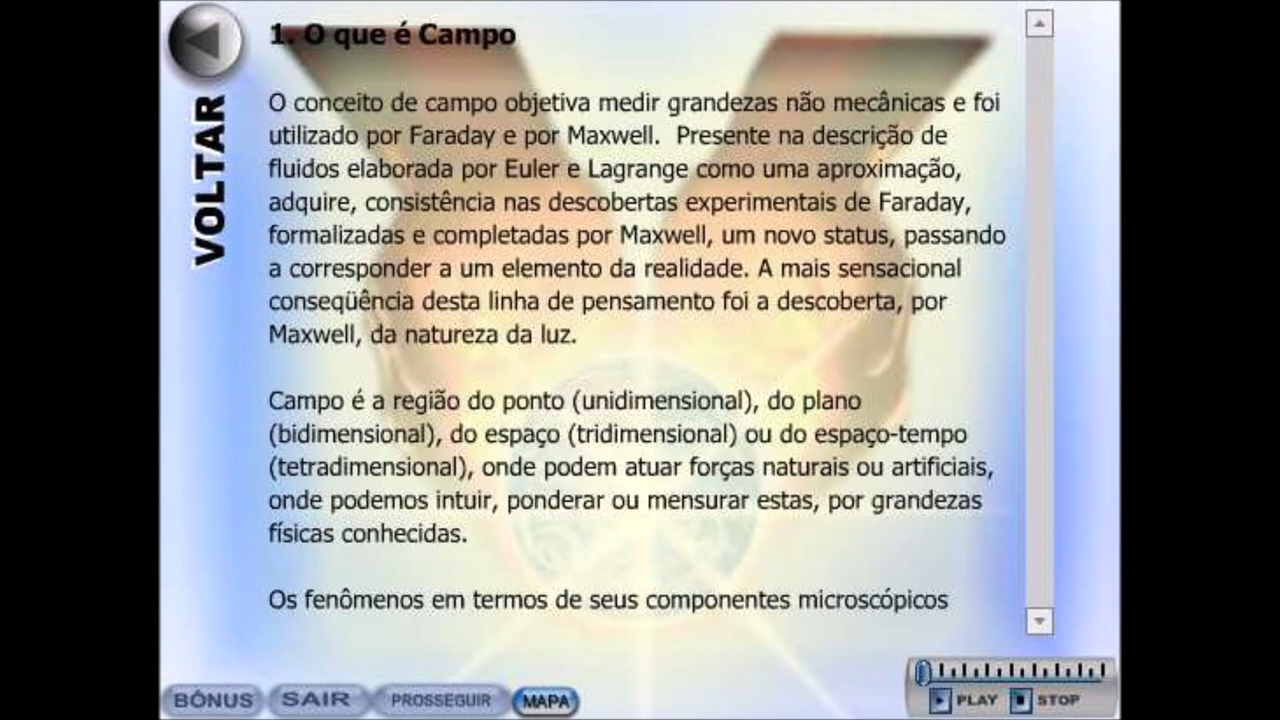 1. O que é Campo
VOLTAR
O conceito de campo objetiva medir grandezas não mecânicas e foi
utilizado por Faraday e por Maxwell.  Presente na descrição de
fluidos elaborada por Euler e Lagrange como uma aproximação,
adquire, consistência nas descobertas experimentais de Faraday,
formalizadas e completadas por Maxwell, um novo status, passando
a corresponder a um elemento da realidade. A mais sensacional
conseqüência desta linha de pensamento foi a descoberta, por
Maxwell, da natureza da luz.
Campo é a região do ponto (unidimensional), do plano
(bidimensional), do espaço (tridimensional) ou do espaço-tempo
(tetradimensional), onde podem atuar forças naturais ou artificiais,
onde podemos intuir, ponderar ou mensurar estas, por grandezas
físicas conhecidas.
Os fenômenos em termos de seus componentes microscópicos
BÔNUS SAIR PROSSEGUIR MAPA
PLAY STOP